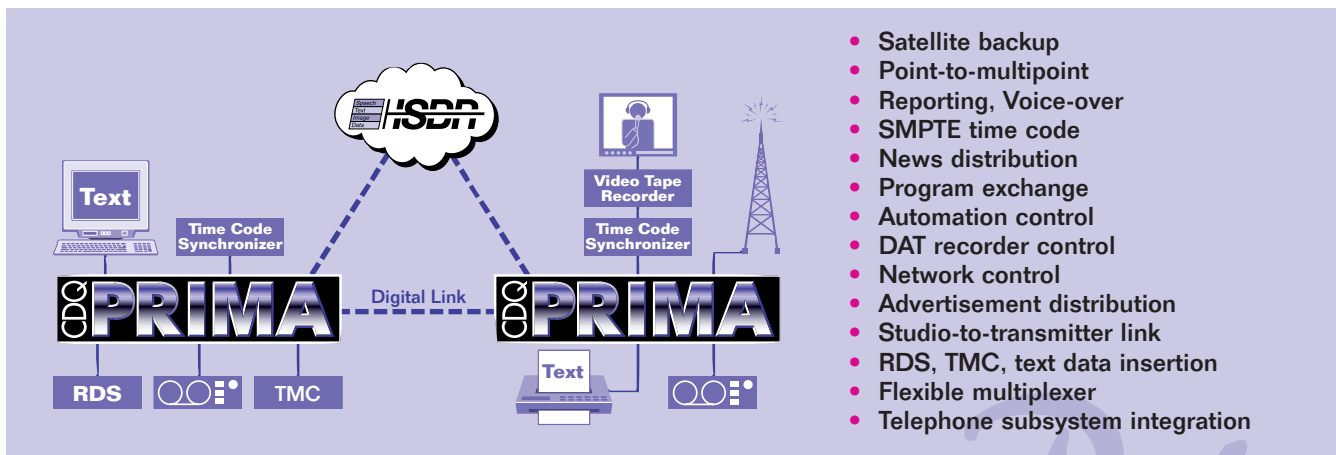 Speech
Text
Image
Data
ISDN
Text
Time Code
Synchronizer
CDQ PRIMA
RDS
TMC
Digital Link
Video Tape
Recorder
Time Code
Synchronizer
CDQ PRIMA
Text
• Satellite backup
• Point-to-multipoint
• Reporting, Voice-over
• SMPTE time code
• News distribution
• Program exchange
• Automation control
• DAT recorder control
• Network control
• Advertisement distribution
• Studio-to-transmitter link
• RDS, TMC, text data insertion
• Flexible multiplexer
• Telephone subsystem integration